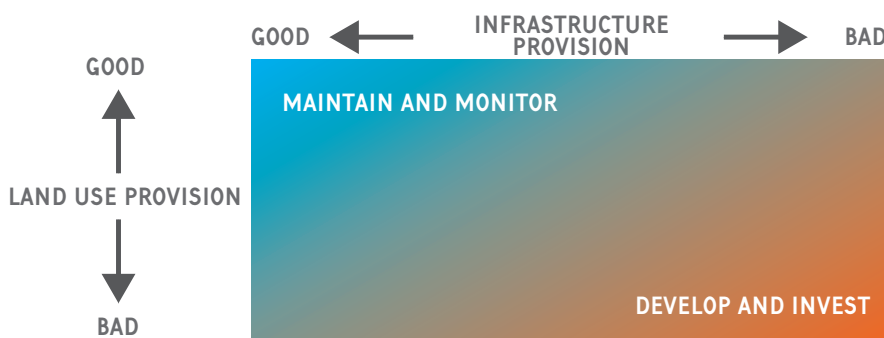 INFRASTRUCTURE
PROVISION
GOOD
BAD
GOOD
MAINTAIN AND MONITOR
LAND USE PROVISION
DEVELOP AND INVEST
BAD